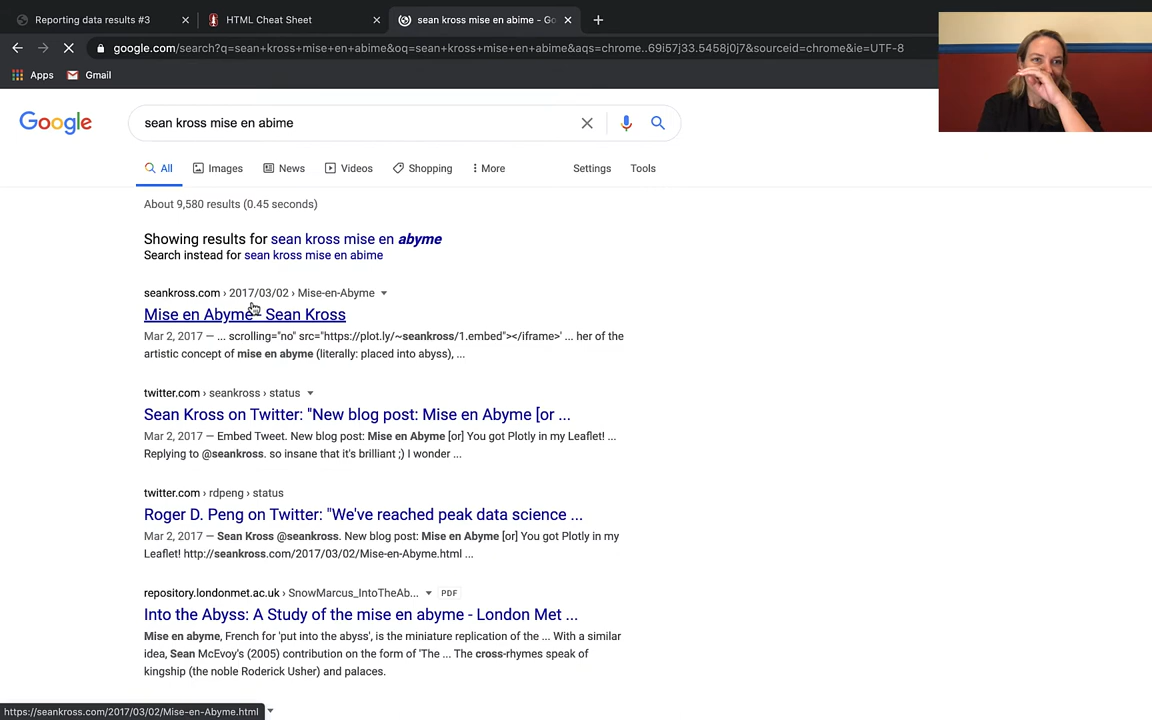 Reporting data results #3
HTML Cheat Sheet
sean kross mise en abime - Go
google.com/search?q=sean+kross+mise+en+abime&oq=sean+kross+mise+en+abime&aqs=chrome..69i57j33.5458j0j7&sourceid=chrome&ie=UTF-8
Apps
Gmail
Google
sean kross mise en abime
All
Images
News
Videos
Shopping
More
Settings
Tools
About 9,580 results (0.45 seconds)
Showing results for sean kross mise en abyme
Search instead for sean kross mise en abime
seankross.com › 2017/03/02 › Mise-en-Abyme
Mise en Abyme - Sean Kross
Mar 2, 2017 — ... scrolling="no" src="https://plot.ly/~seankross/1.embed"></iframe>' ... her of the
artistic concept of mise en abyme (literally: placed into abyss), ...
twitter.com › seankross › status
Sean Kross on Twitter: "New blog post: Mise en Abyme [or ...
Mar 2, 2017 — Embed Tweet. New blog post: Mise en Abyme [or] You got Plotly in my Leaflet! ...
Replying to @seankross. so insane that it's brilliant ;) I wonder ...
twitter.com › rdpeng › status
Roger D. Peng on Twitter: "We've reached peak data science ...
Mar 2, 2017 — Sean Kross @seankross. New blog post: Mise en Abyme [or] You got Plotly in my
Leaflet! http://seankross.com/2017/03/02/Mise-en-Abyme.html ...
repository.londonmet.ac.uk › SnowMarcus_IntoTheAb...
PDF
Into the Abyss: A Study of the mise en abyme - London Met ...
Mise en abyme, French for 'put into the abyss', is the miniature replication of the ... With a similar
idea, Sean McEvoy's (2005) contribution on the form of 'The ... The cross-rhymes speak of
kingship (the noble Roderick Usher) and palaces.
https://seankross.com/2017/03/02/Mise-en-Abyme.html